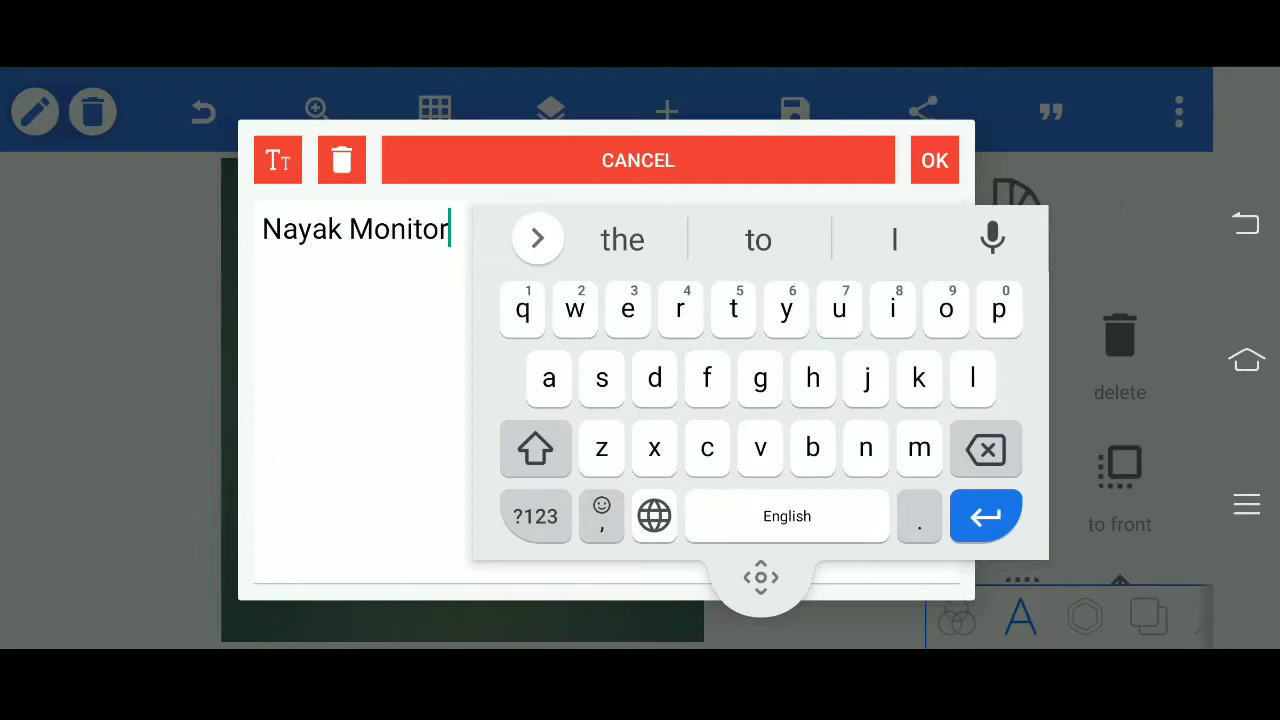 TT
CANCEL
OK
Nayak Monitor
the to I
1 2 3 4 5 6 7 8 9 0
q w e r t y u i o p
a s d f g h j k l
z x c v b n m
?123 , English .
delete
to front
A